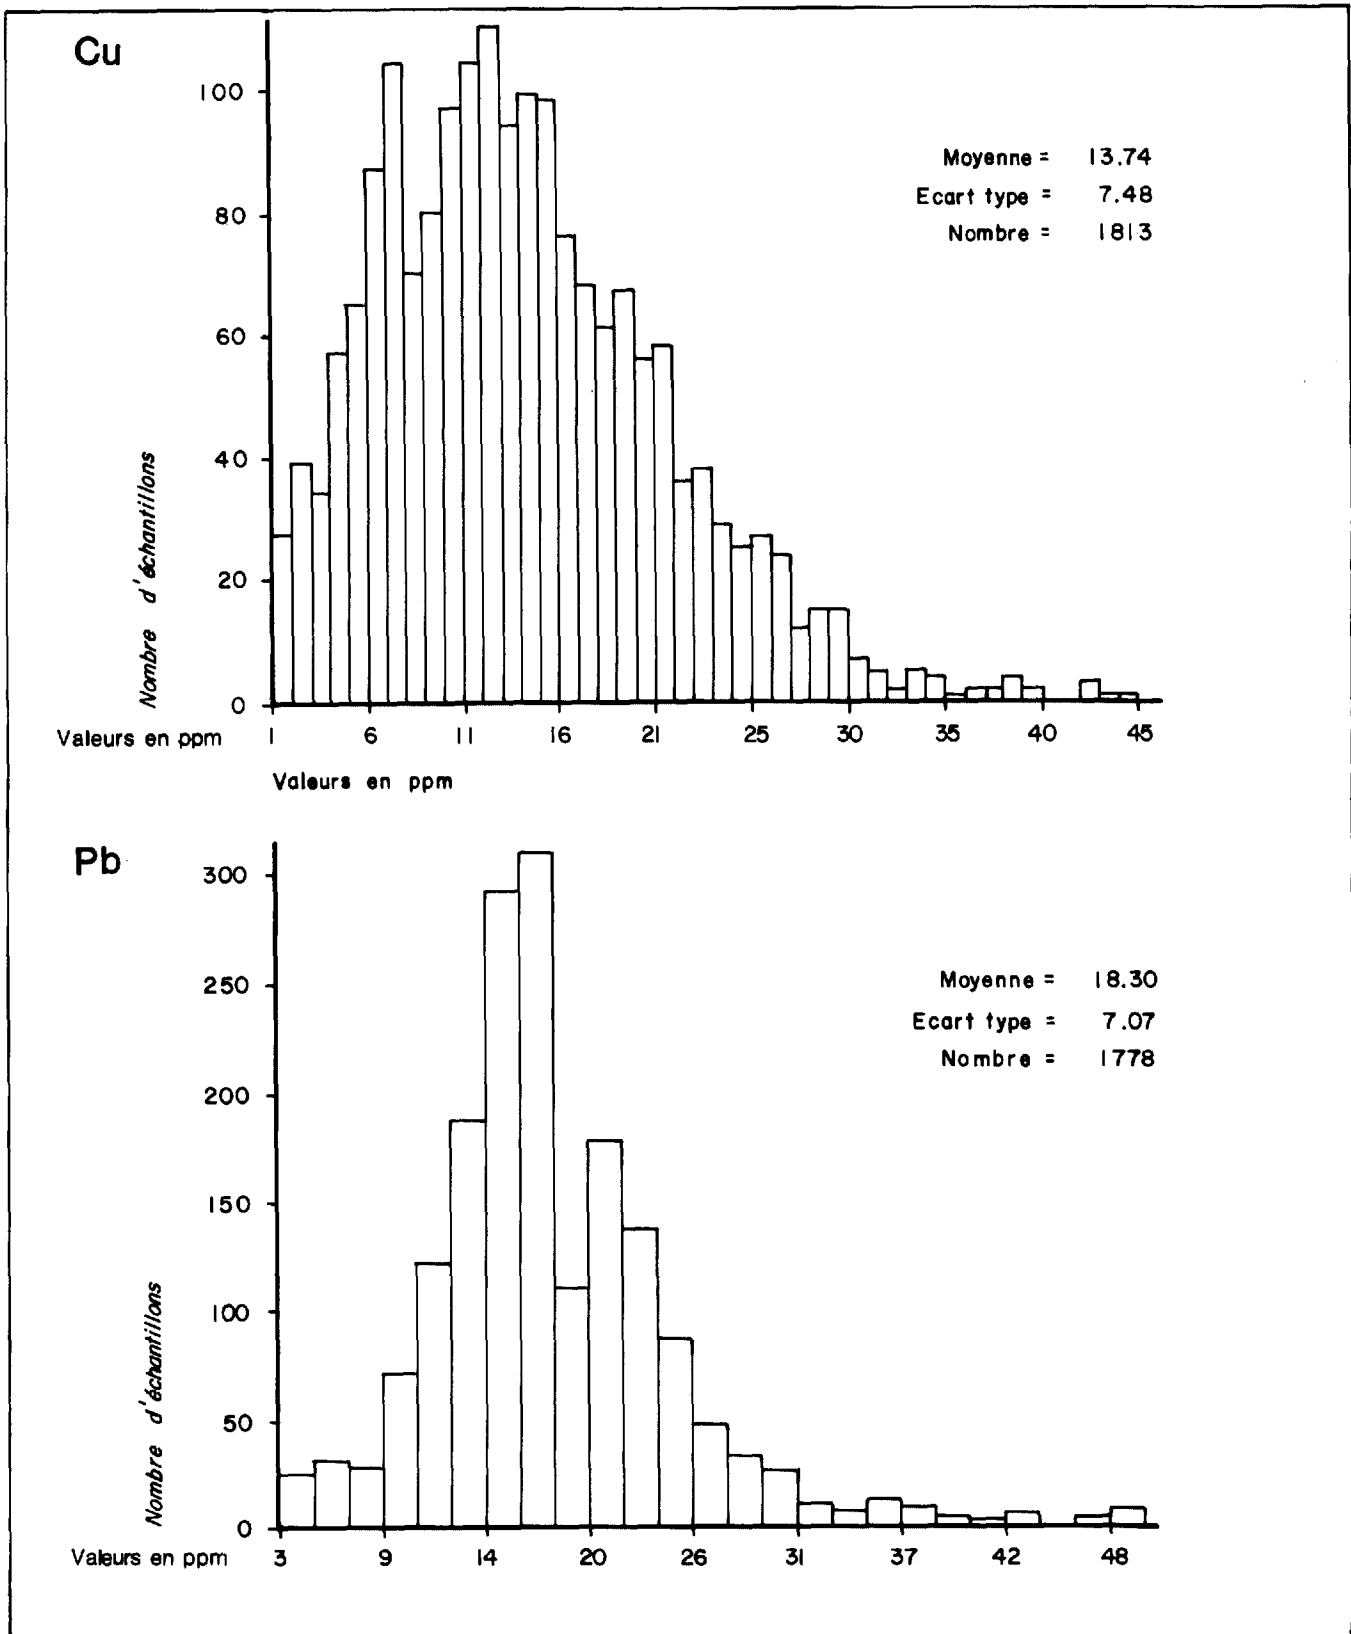 Cu
100
80
60
40
20
0
Nombre d'échantillons
Moyenne = 13.74
Ecart type = 7.48
Nombre = 1813
Valeurs en ppm 1 6 11 16 21 25 30 35 40 45
Valeurs en ppm
Pb
300
250
200
150
100
50
0
Nombre d'échantillons
Moyenne = 18.30
Ecart type = 7.07
Nombre = 1778
Valeurs en ppm 3 9 14 20 26 31 37 42 48